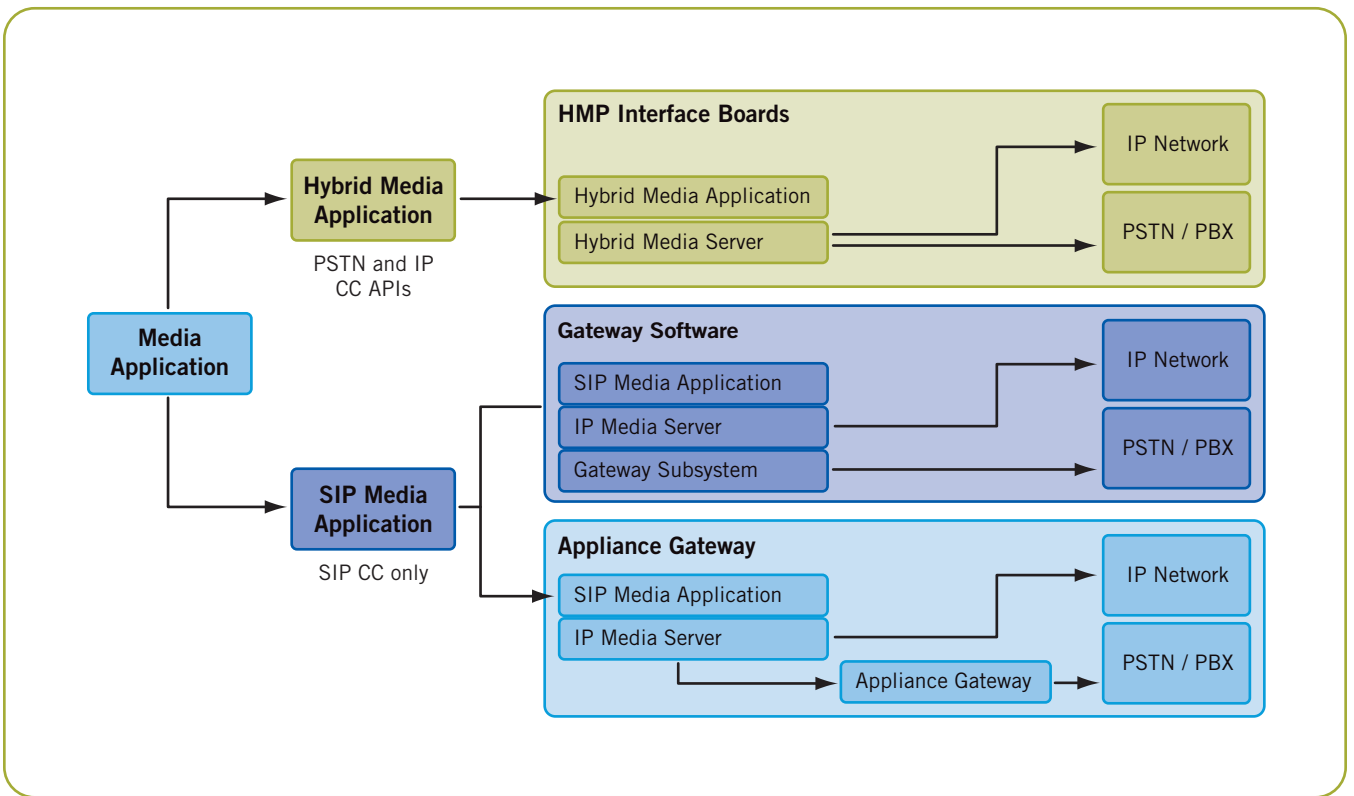 Media
Application
Hybrid Media
Application
PSTN and IP
CC APIs
SIP Media
Application
SIP CC only
HMP Interface Boards
Hybrid Media Application
Hybrid Media Server
IP Network
PSTN / PBX
Gateway Software
SIP Media Application
IP Media Server
Gateway Subsystem
IP Network
PSTN / PBX
Appliance Gateway
SIP Media Application
IP Media Server
Appliance Gateway
IP Network
PSTN / PBX